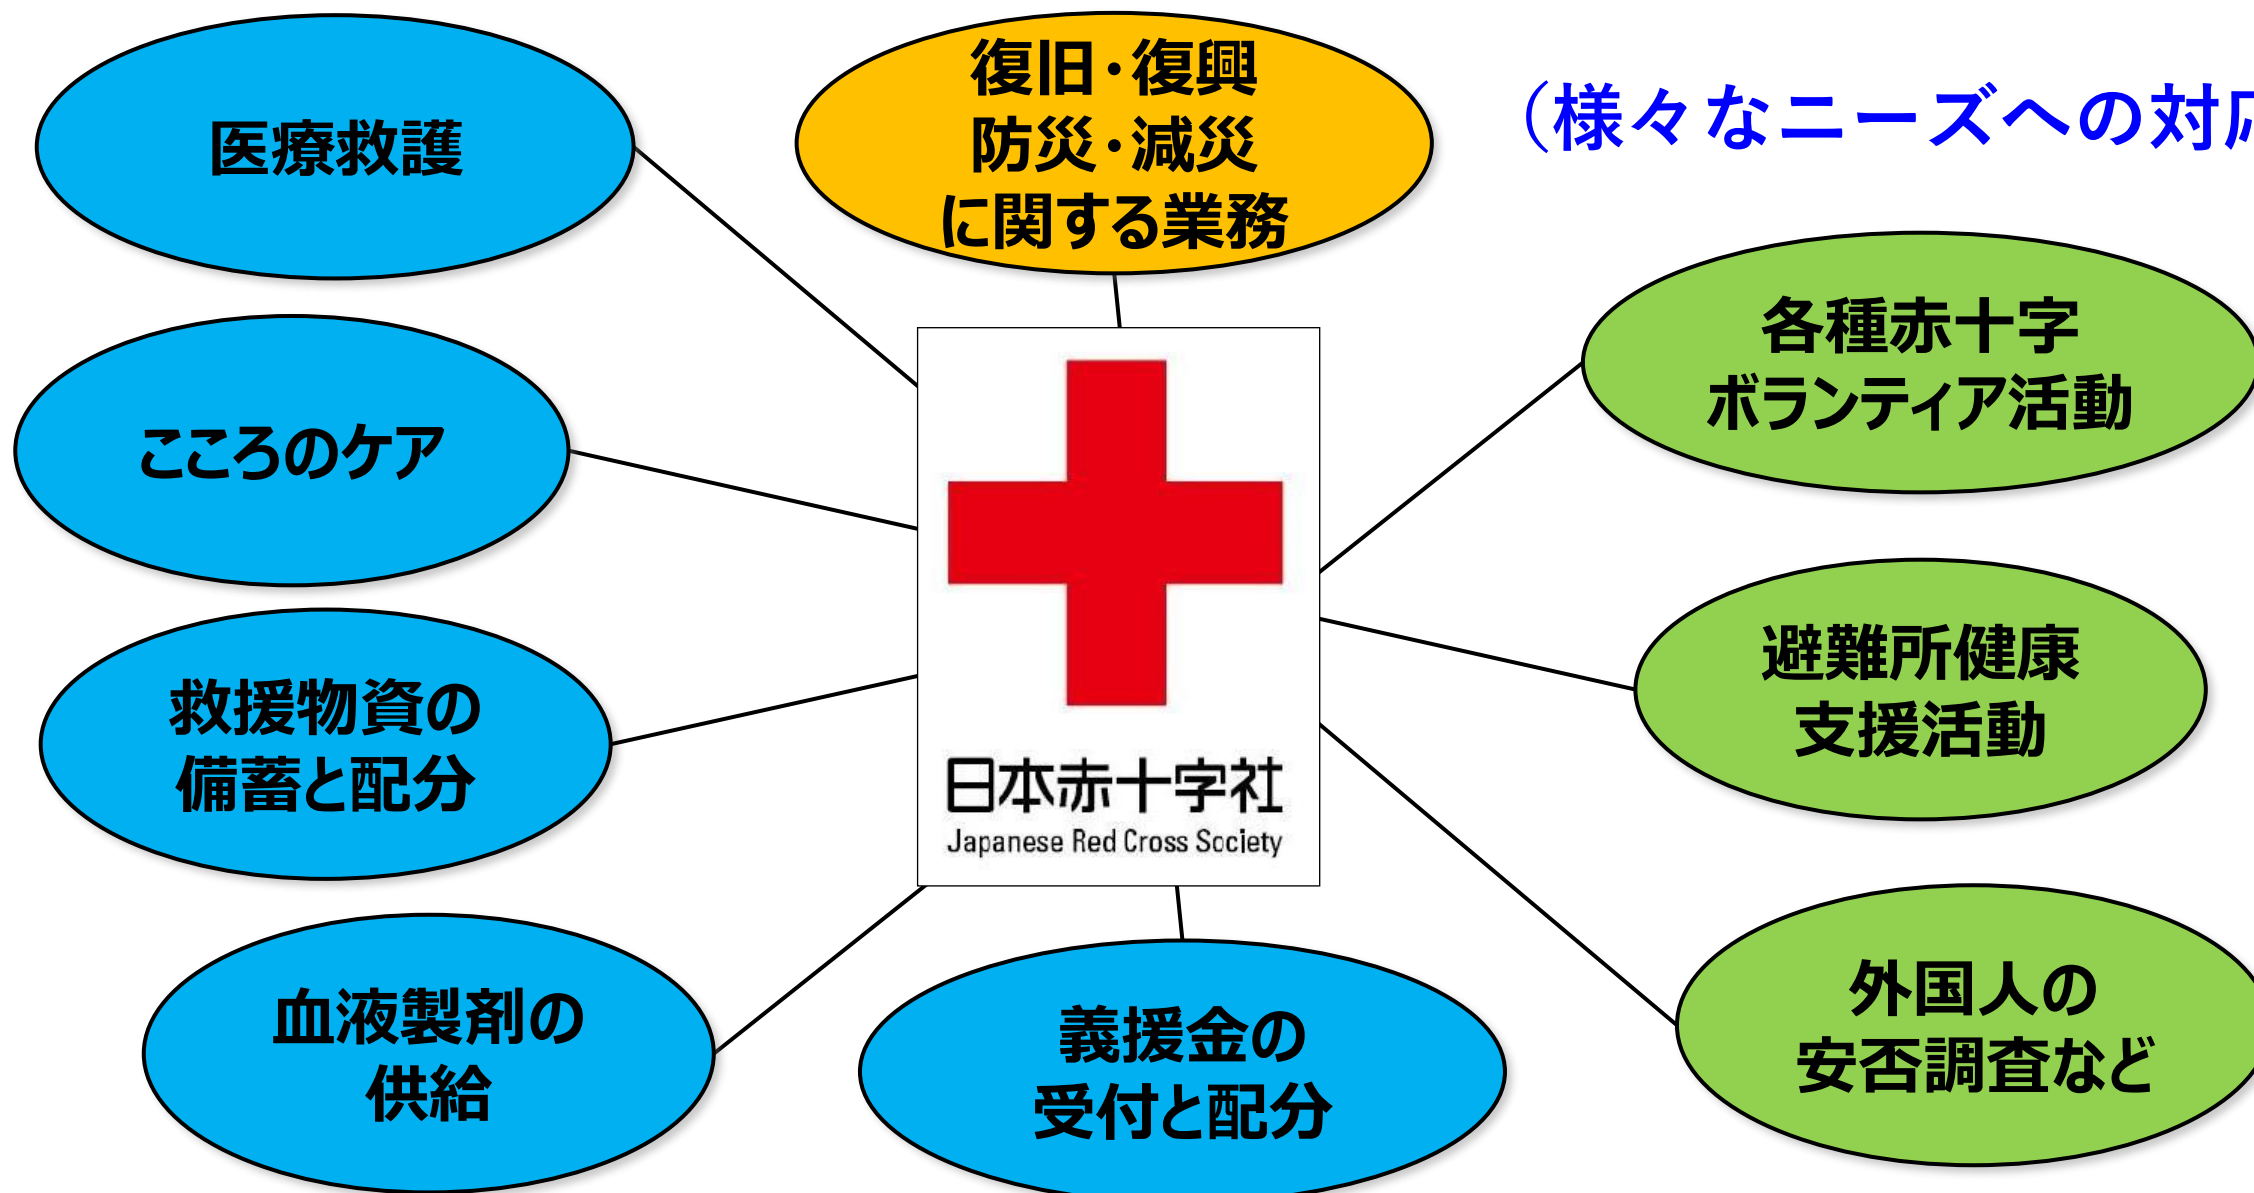 医療救護
復旧・復興
防災・減災
に関する業務
（様々なニーズへの対応
各種赤十字
ボランティア活動
こころのケア
避難所健康
支援活動
救援物資の
備蓄と配分
日本赤十字社
Japanese Red Cross Society
外国人の
安否調査など
血液製剤の
供給
義援金の
受付と配分